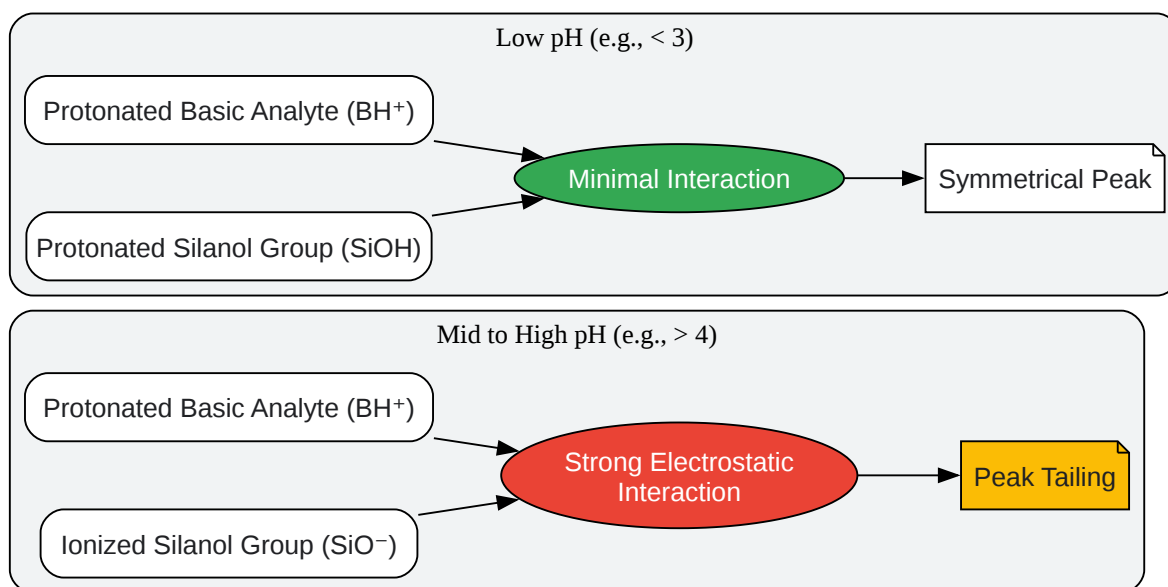 Low pH (e.g., < 3)
Protonated Basic Analyte (BH⁺)
Minimal Interaction
Symmetrical Peak
Protonated Silanol Group (SiOH)
Mid to High pH (e.g., > 4)
Protonated Basic Analyte (BH⁺)
Strong Electrostatic
Interaction
Peak Tailing
Ionized Silanol Group (SiO⁻)